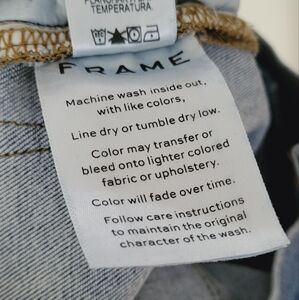 TEMPERATURA.
FRAME
Machine wash inside out,
with like colors,
Line dry or tumble dry low.
Color may transfer or
bleed onto lighter colored
fabric or upholstery.
Color will fade over time.
Follow care instructions
to maintain the original
character of the wash.